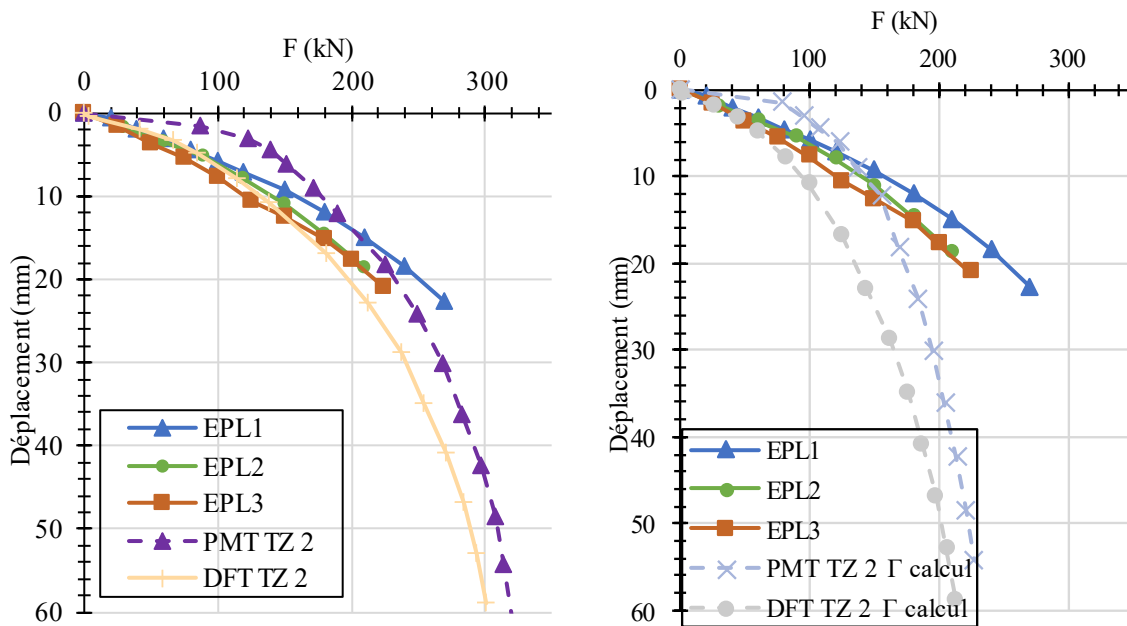 F (kN)
0 100 200 300
0
10
20
30
40
50
60
Déplacement (mm)
EPL1
EPL2
EPL3
PMT TZ 2
DFT TZ 2
F (kN)
0 100 200 300
0
10
20
30
40
50
60
Déplacement (mm)
EPL1
EPL2
EPL3
PMT TZ 2 Γ calcul
DFT TZ 2 Γ calcul